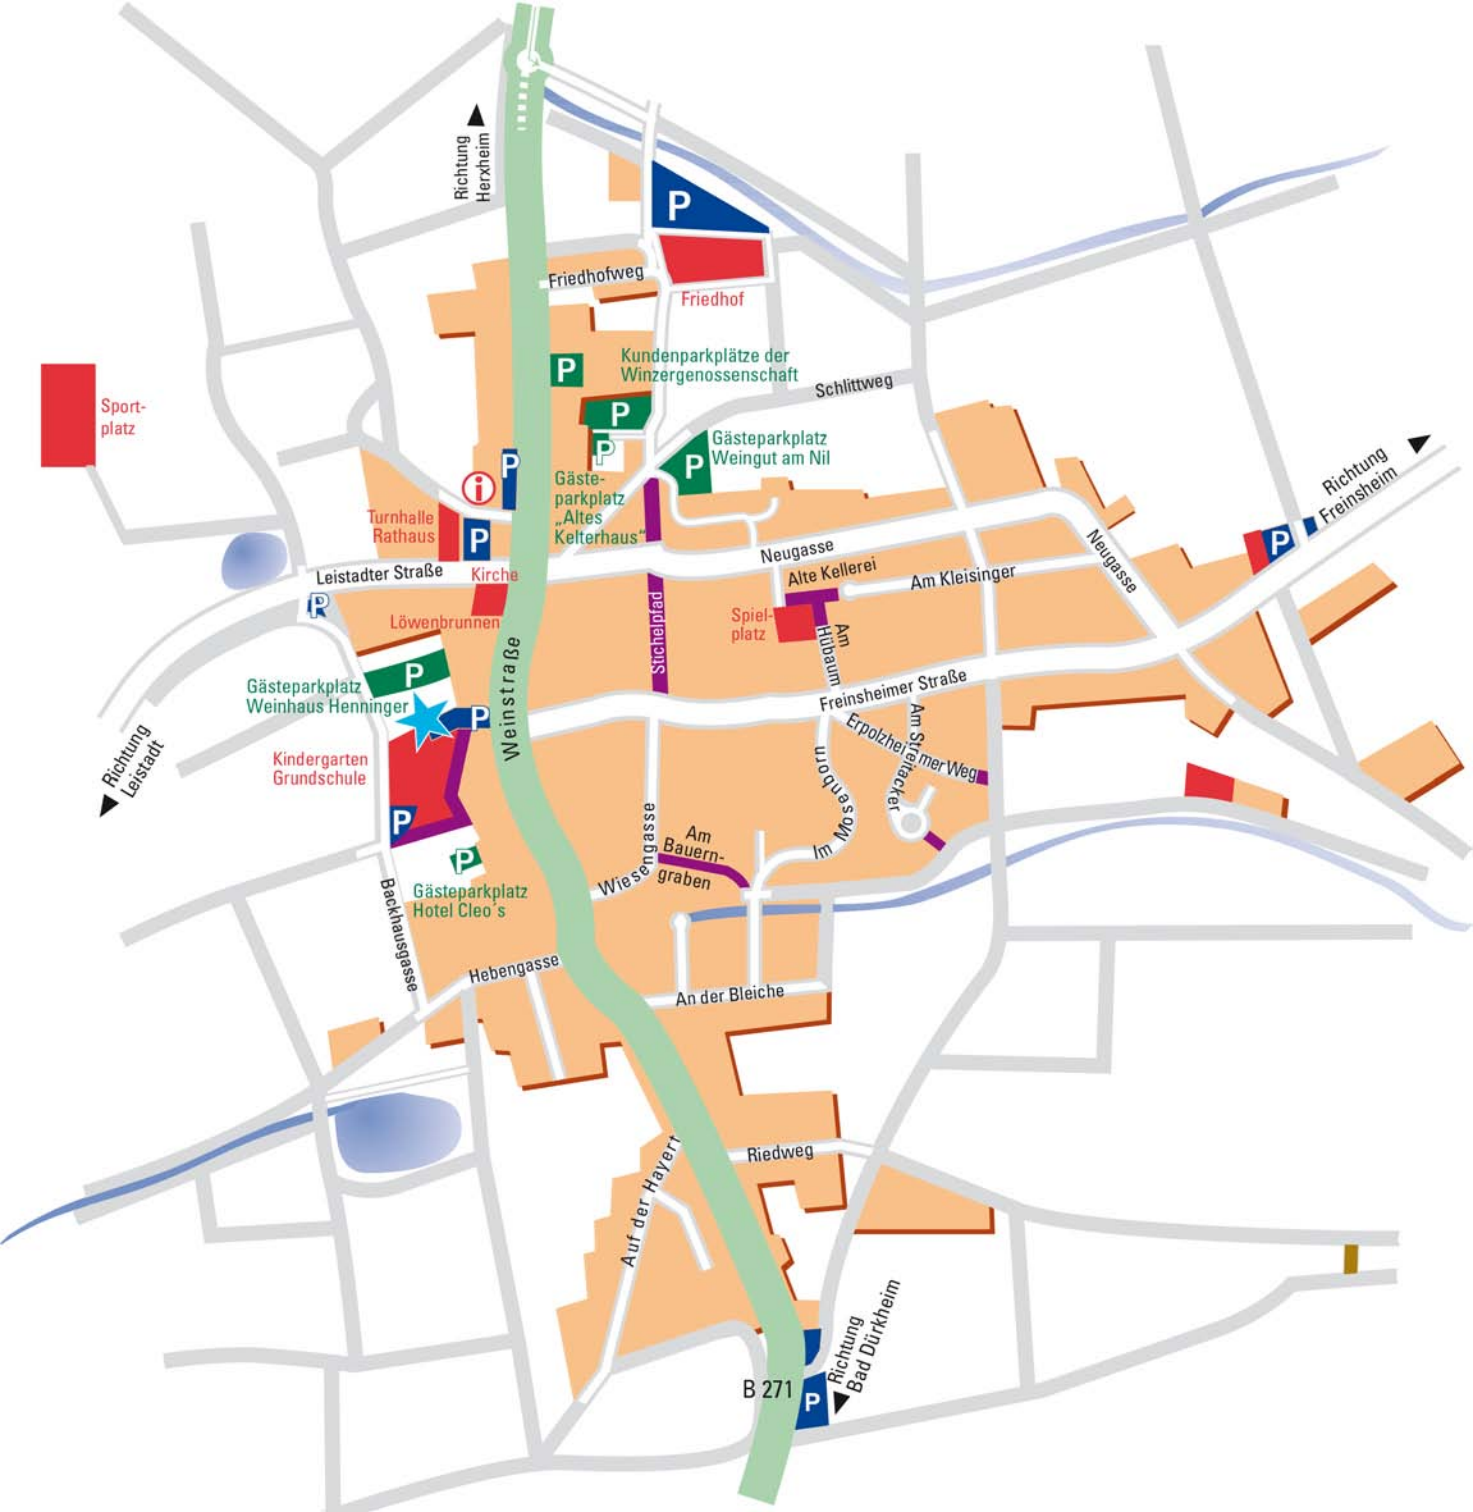 Richtung
Herxheim
P
Friedhofweg
Friedhof
P
Kundenparkplätze der
Winzergenossenschaft
Schlittweg
P
P
Sport-
platz
Gästeparkplatz
Weingut am Nil
P
P
i
Gäste-
parkplatz
„Altes
Kelterhaus“
Richtung
Freinsheim
P
Turnhalle
Rathaus
P
Neugasse
Neugasse
Leistadter Straße
Kirche
Alte Kellerei
Am Kleisinger
P
Löwenbrunnen
Stichelpfad
Spiel-
platz
Am
Hübaum
P
Gästeparkplatz
Weinhaus Henninger
P
Weinstraße
Freinsheimer Straße
Erpolzheimer Weg
Am Streitacker
Richtung
Leistadt
Kindergarten
Grundschule
P
Im Mosenborn
Wiesengasse
Am
Bauern-
graben
P
Gästeparkplatz
Hotel Cleo´s
Backhausgasse
Hebengasse
An der Bleiche
Riedweg
Auf der Hayert
Richtung
Bad Dürkheim
B 271
P